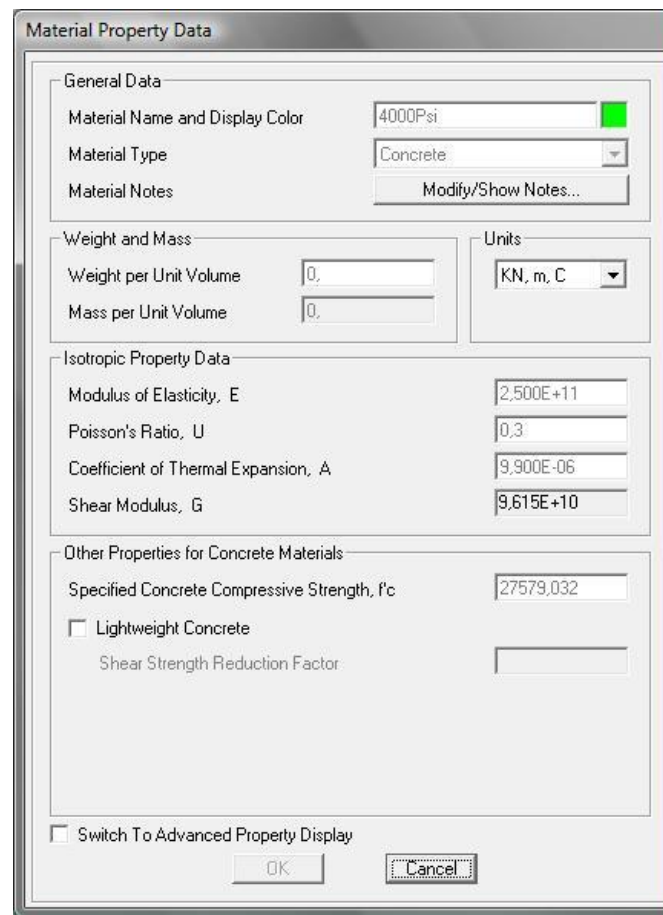 Material Property Data
General Data
Material Name and Display Color 4000Psi
Material Type Concrete
Material Notes Modify/Show Notes...
Weight and Mass
Weight per Unit Volume 0,
Mass per Unit Volume 0,
Units
KN, m, C
Isotropic Property Data
Modulus of Elasticity, E 2,500E+11
Poisson's Ratio, U 0,3
Coefficient of Thermal Expansion, A 9,900E-06
Shear Modulus, G 9,615E+10
Other Properties for Concrete Materials
Specified Concrete Compressive Strength, f'c 27579,032
Lightweight Concrete
Shear Strength Reduction Factor
Switch To Advanced Property Display
OK Cancel